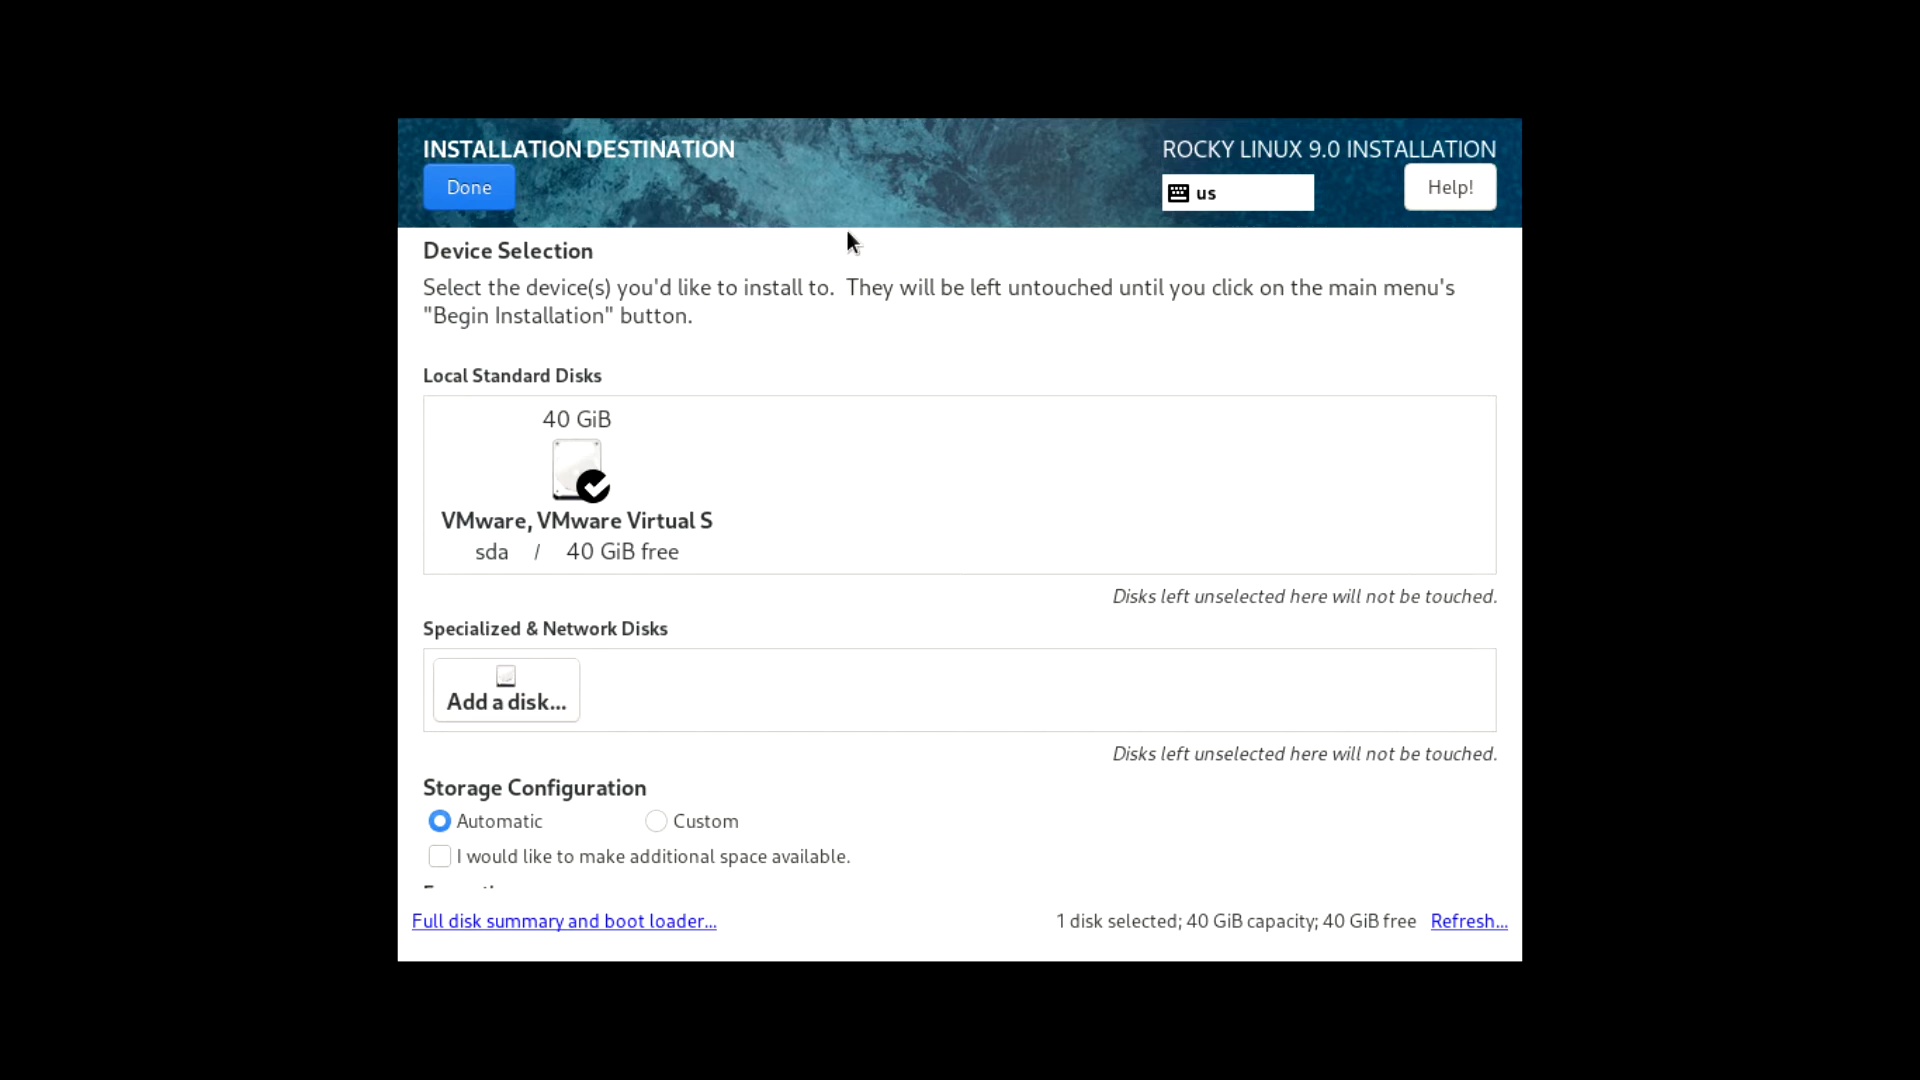 INSTALLATION DESTINATION
ROCKY LINUX 9.0 INSTALLATION
Done
us
Help!
Device Selection
Select the device(s) you'd like to install to.  They will be left untouched until you click on the main menu's
"Begin Installation" button.
Local Standard Disks
40 GiB
VMware, VMware Virtual S
sda / 40 GiB free
Disks left unselected here will not be touched.
Specialized & Network Disks
Add a disk...
Disks left unselected here will not be touched.
Storage Configuration
Automatic
Custom
I would like to make additional space available.
Full disk summary and boot loader...
1 disk selected; 40 GiB capacity; 40 GiB free
Refresh...